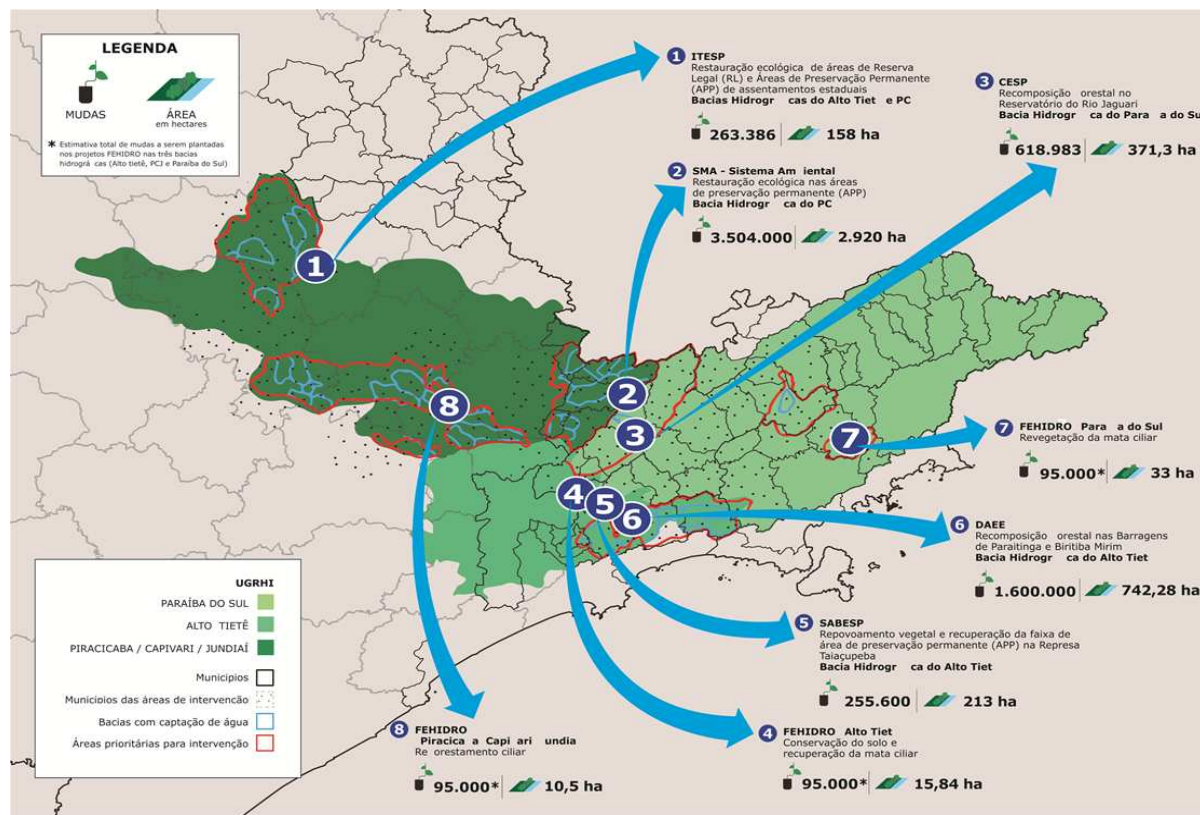 LEGENDA
MUDAS
ÁREA
em hectares
* Estimativa total de mudas a serem plantadas
nos projetos FEHIDRO nas três bacias
hidrográ cas (Alto tietê, PCJ e Paraíba do Sul)
1 ITESP
Restauração ecológica de áreas de Reserva
Legal (RL) e Áreas de Preservação Permanente
(APP) de assentamentos estaduais
Bacias Hidrogr cas do Alto Tiet e PC
263.386 158 ha
2 SMA - Sistema Am iental
Restauração ecológica nas áreas
de preservação permanente (APP)
Bacia Hidrogr ca do PC
3.504.000 2.920 ha
3 CESP
Recomposição orestal no
Reservatório do Rio Jaguari
Bacia Hidrogr ca do Para a do Su
618.983 371,3 ha
1
2
3
4
5
6
7
8
7 FEHIDRO Para a do Sul
Revegetação da mata ciliar
95.000* 33 ha
6 DAEE
Recomposição orestal nas Barragens
de Paraitinga e Biritiba Mirim
Bacia Hidrogr ca do Alto Tiet
1.600.000 742,28 ha
5 SABESP
Repovoamento vegetal e recuperação da faixa de
área de preservação permanente (APP) na Represa
Taiaçupeba
Bacia Hidrogr ca do Alto Tiet
255.600 213 ha
4 FEHIDRO Alto Tiet
Conservação do solo e
recuperação da mata ciliar
95.000* 15,84 ha
8 FEHIDRO
Piracica a Capi ari undia
Re orestamento ciliar
95.000* 10,5 ha
UGRHI
PARAÍBA DO SUL
ALTO TIETÊ
PIRACICABA / CAPIVARI / JUNDIAÍ
Municipios
Municipios das áreas de intervencão
Bacias com captação de água
Áreas prioritárias para intervenção